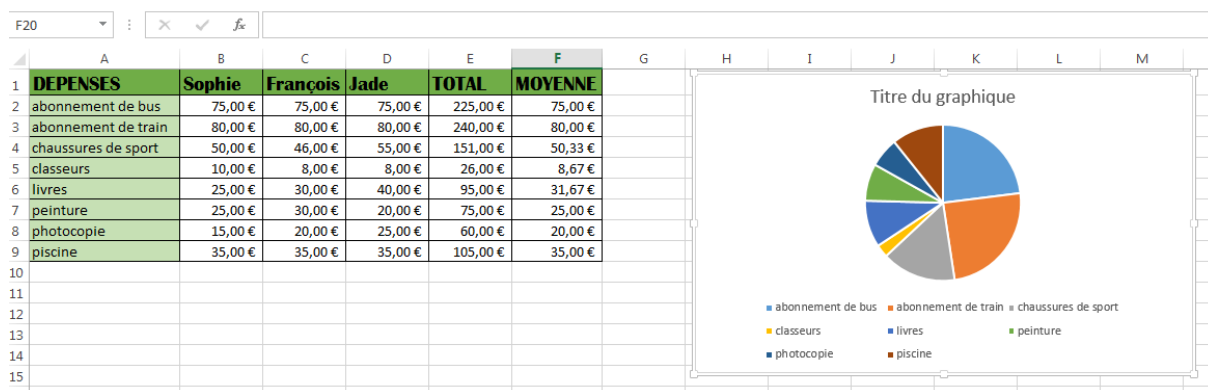 F20 fx
A B C D E F G H I J K L M
1 DEPENSES Sophie François Jade TOTAL MOYENNE
2 abonnement de bus 75,00 € 75,00 € 75,00 € 225,00 € 75,00 €
3 abonnement de train 80,00 € 80,00 € 80,00 € 240,00 € 80,00 €
4 chaussures de sport 50,00 € 46,00 € 55,00 € 151,00 € 50,33 €
5 classeurs 10,00 € 8,00 € 8,00 € 26,00 € 8,67 €
6 livres 25,00 € 30,00 € 40,00 € 95,00 € 31,67 €
7 peinture 25,00 € 30,00 € 20,00 € 75,00 € 25,00 €
8 photocopie 15,00 € 20,00 € 25,00 € 60,00 € 20,00 €
9 piscine 35,00 € 35,00 € 35,00 € 105,00 € 35,00 €
10
11
12
13
14
15
Titre du graphique
abonnement de bus abonnement de train chaussures de sport
classeurs livres peinture
photocopie piscine